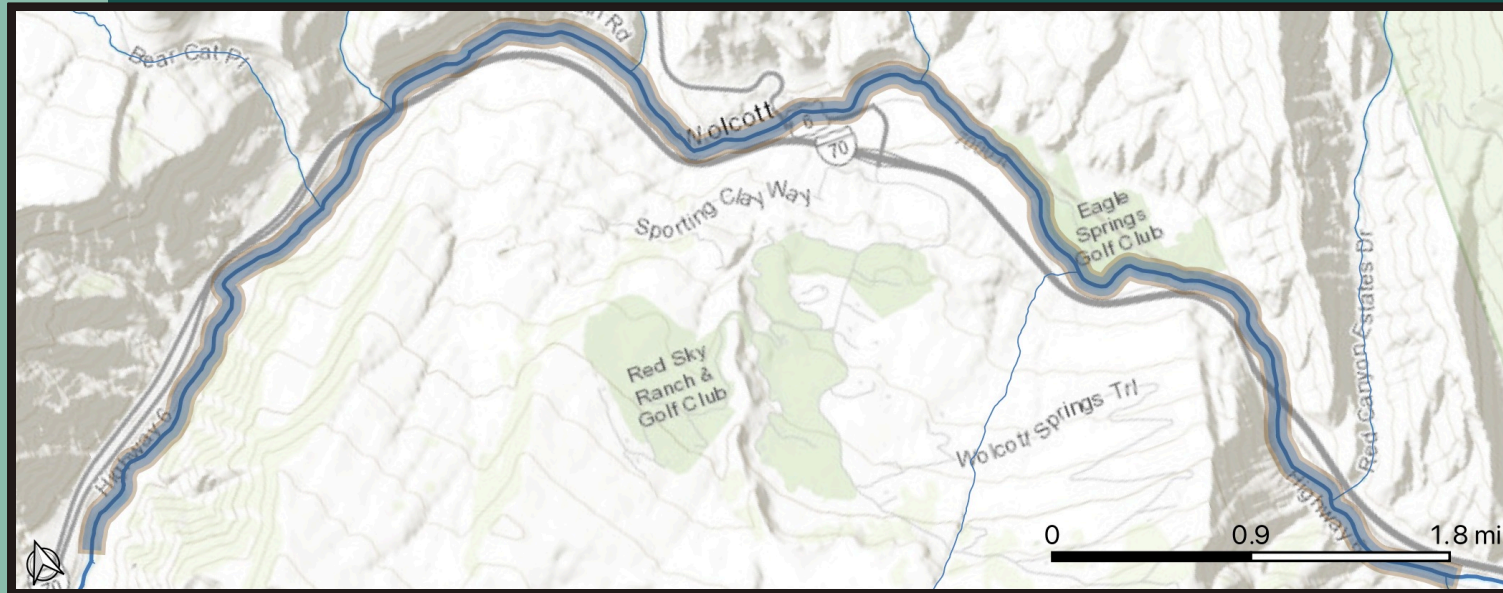 Bear Cat Pl
Rd
Wolcott
6
70
Sporting Clay Way
Eagle
Springs
Golf Club
Red Sky
Ranch &
Golf Club
Wolcott Springs Trl
Red Canyon Estates Dr
Highway 6
Highway
0 0.9 1.8 mi
70